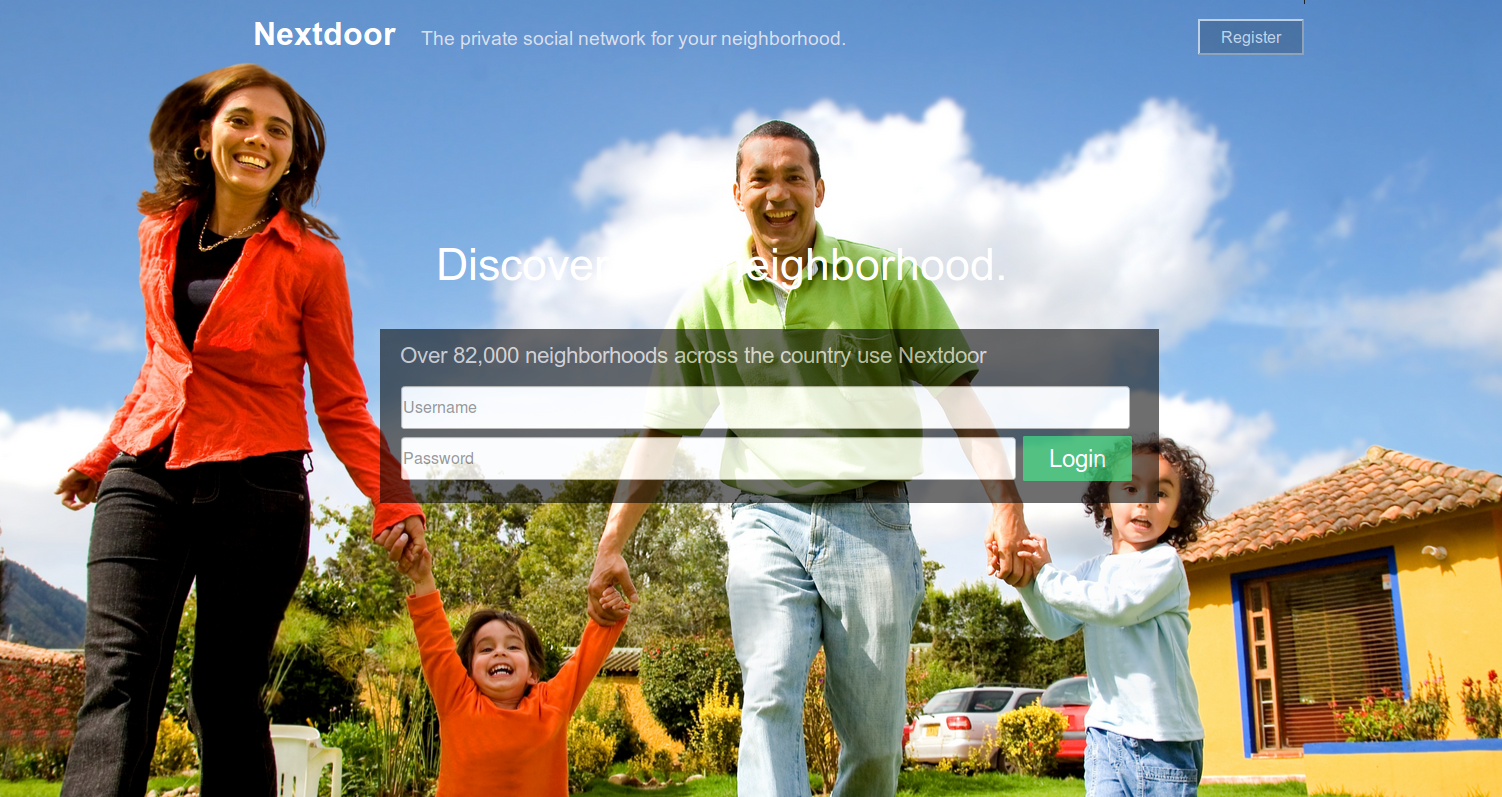 Nextdoor The private social network for your neighborhood.
Register
Discover your neighborhood.
Over 82,000 neighborhoods across the country use Nextdoor
Username
Password
Login